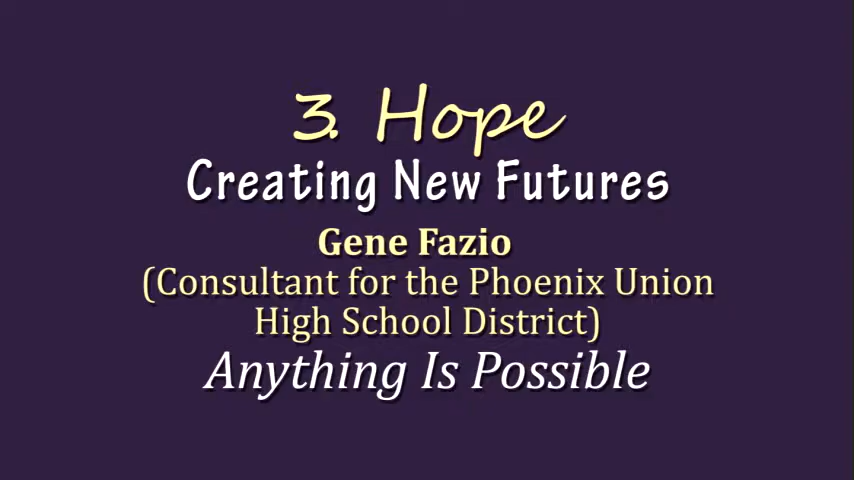 3. Hope
Creating New Futures
Gene Fazio
(Consultant for the Phoenix Union
High School District)
Anything Is Possible